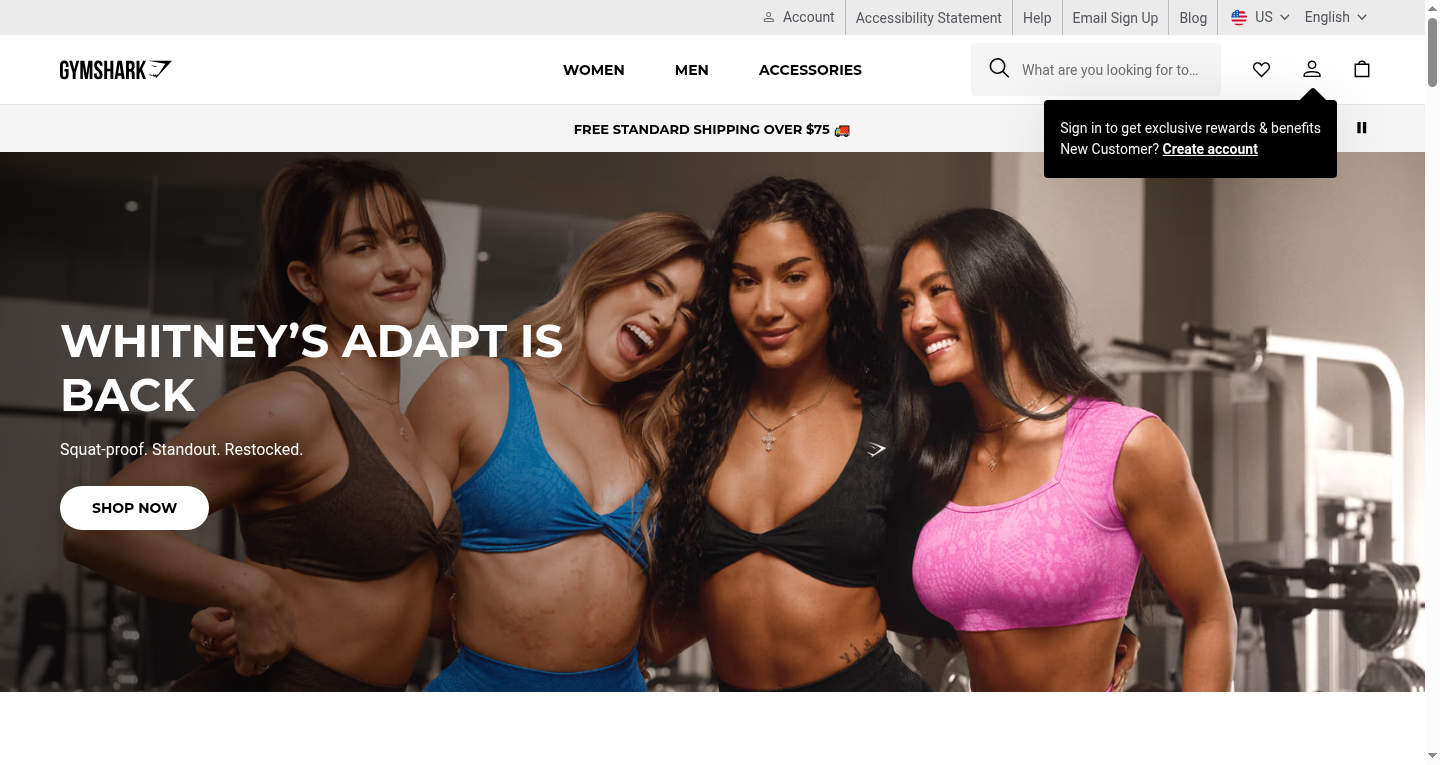 Account
Accessibility Statement
Help
Email Sign Up
Blog
US
English
GYMSHARK
WOMEN
MEN
ACCESSORIES
What are you looking for to...
FREE STANDARD SHIPPING OVER $75 🚚
Sign in to get exclusive rewards & benefits
New Customer? Create account
WHITNEY’S ADAPT IS
BACK
Squat-proof. Standout. Restocked.
SHOP NOW